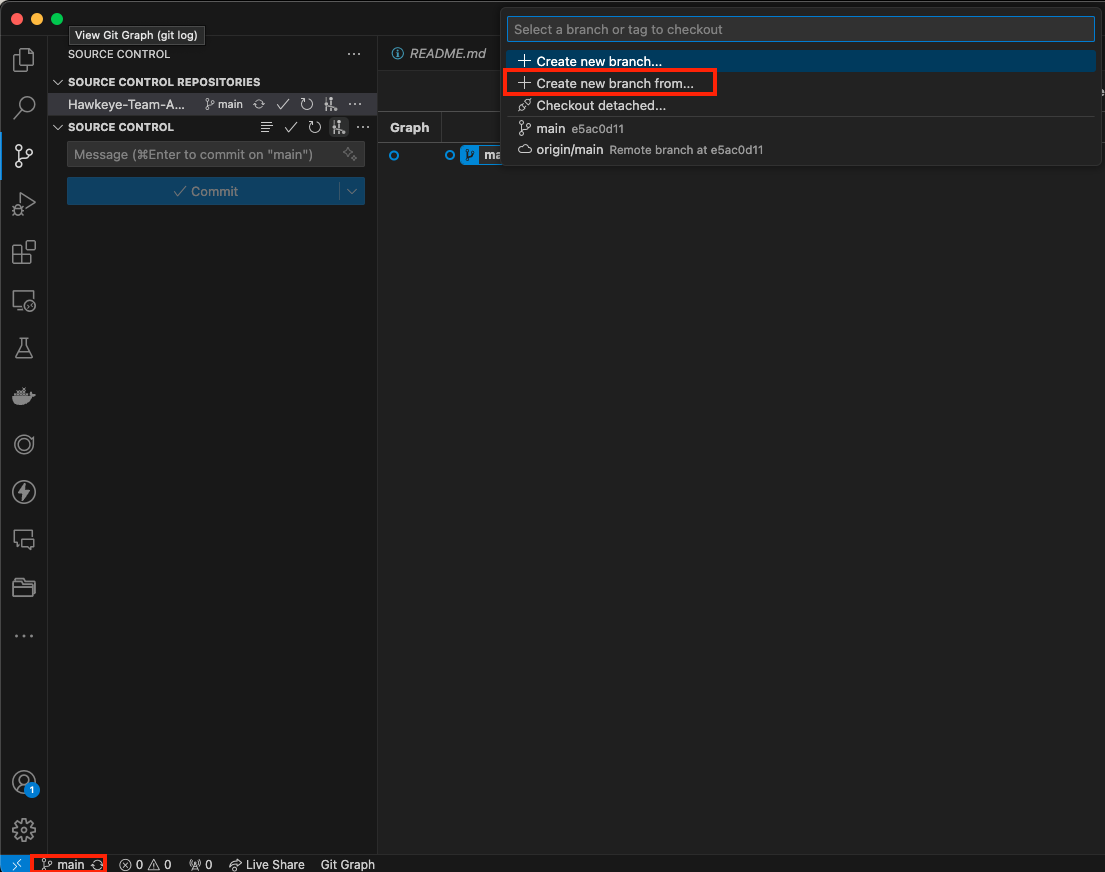 View Git Graph (git log)
SOURCE CONTROL
SOURCE CONTROL REPOSITORIES
Hawkeye-Team-A... main
SOURCE CONTROL
Message (⌘Enter to commit on "main")
Commit
README.md
Graph
ma
Select a branch or tag to checkout
Create new branch...
Create new branch from...
Checkout detached...
main e5ac0d11
origin/main Remote branch at e5ac0d11
1
main 0 0 0 Live Share Git Graph